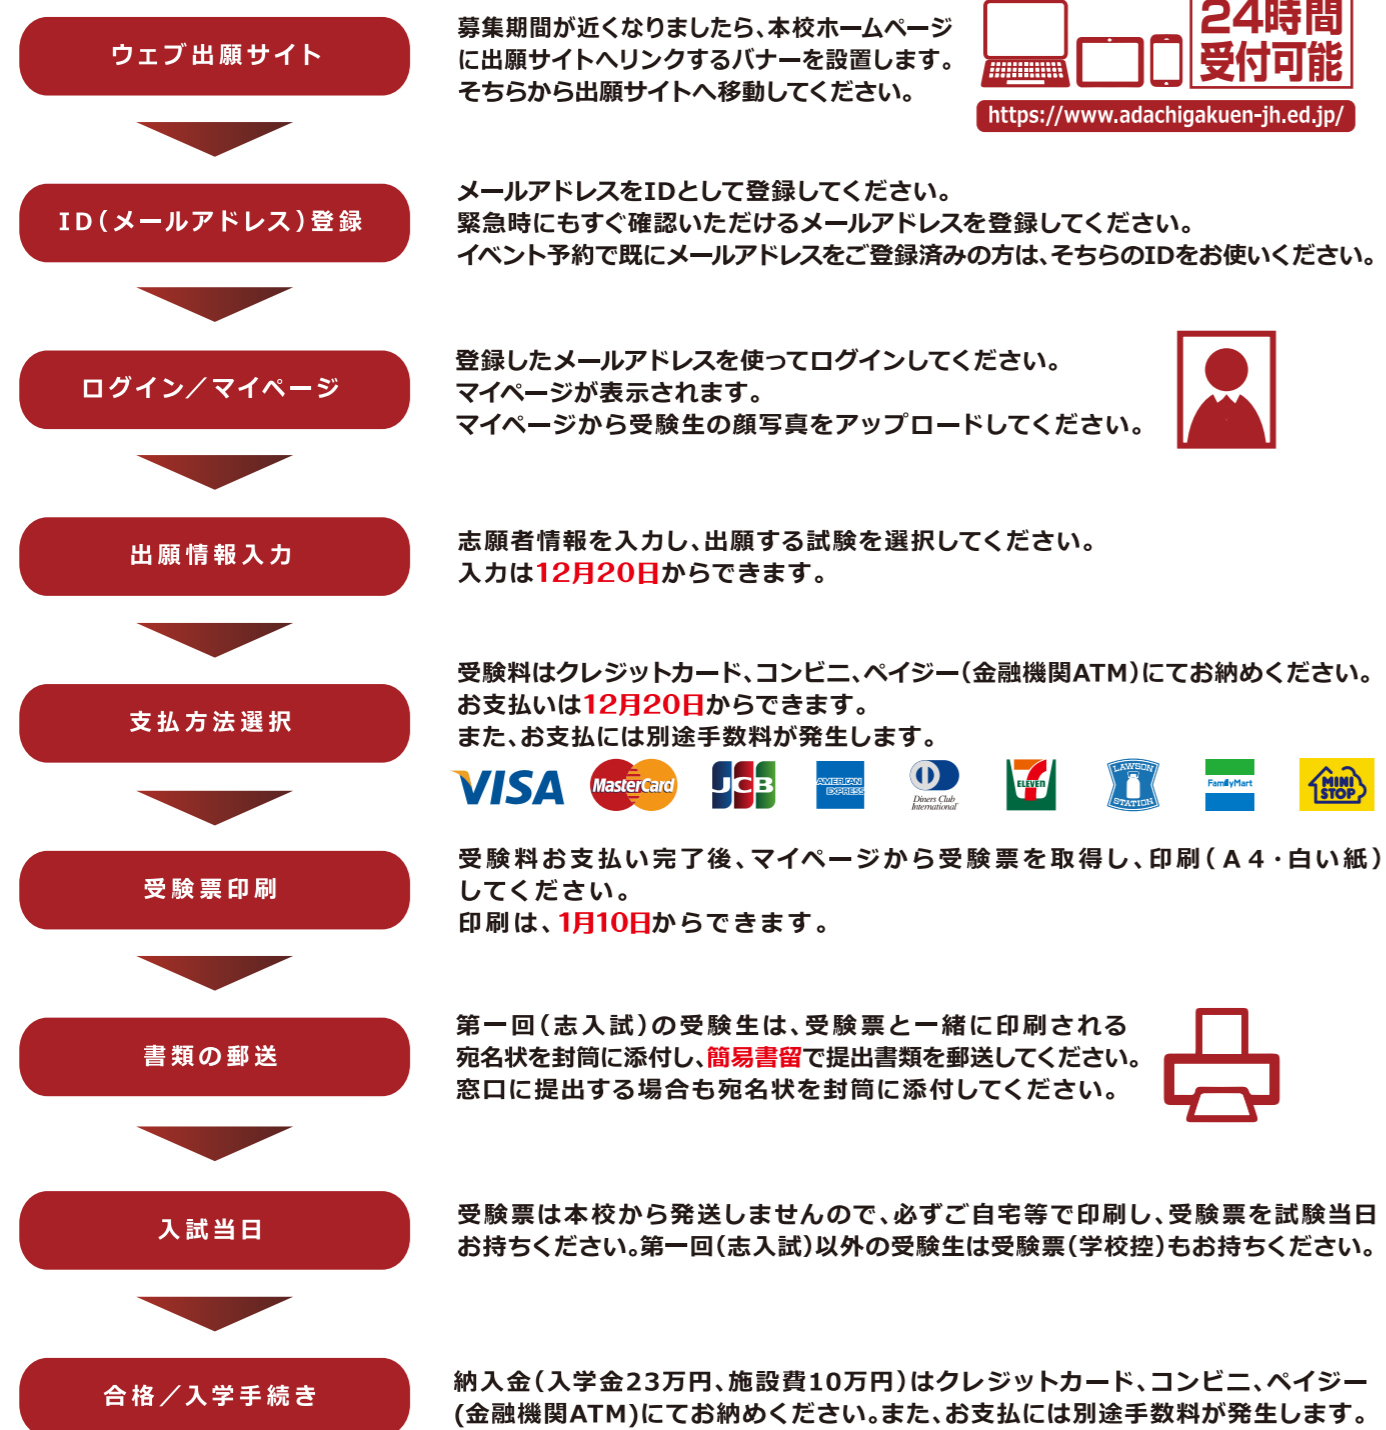 ウェブ出願サイト
募集期間が近くなりましたら、本校ホームページ
に出願サイトへリンクするバナーを設置します。
そちらから出願サイトへ移動してください。
24時間
受付可能
https://www.adachigakuen-jh.ed.jp/
ID（メールアドレス）登録
メールアドレスをIDとして登録してください。
緊急時にもすぐ確認いただけるメールアドレスを登録してください。
イベント予約で既にメールアドレスをご登録済みの方は、そちらのIDをお使いください。
ログイン／マイページ
登録したメールアドレスを使ってログインしてください。
マイページが表示されます。
マイページから受験生の顔写真をアップロードしてください。
出願情報入力
志願者情報を入力し、出願する試験を選択してください。
入力は12月20日からできます。
支払方法選択
受験料はクレジットカード、コンビニ、ペイジー（金融機関ATM）にてお納めください。
お支払いは12月20日からできます。
また、お支払には別途手数料が発生します。
VISA
MasterCard
JCB
AMERICAN
EXPRESS
Diners Club
International
ELEVEN
LAWSON
STATION
FamilyMart
MINI
STOP
受験票印刷
受験料お支払い完了後、マイページから受験票を取得し、印刷（A4・白い紙）
してください。
印刷は、1月10日からできます。
書類の郵送
第一回（志入試）の受験生は、受験票と一緒に印刷される
宛名状を封筒に添付し、簡易書留で提出書類を郵送してください。
窓口に提出する場合も宛名状を封筒に添付してください。
入試当日
受験票は本校から発送しませんので、必ずご自宅等で印刷し、受験票を試験当日
お持ちください。第一回（志入試）以外の受験生は受験票（学校控）もお持ちください。
合格／入学手続き
納入金（入学金23万円、施設費10万円）はクレジットカード、コンビニ、ペイジー
(金融機関ATM)にてお納めください。また、お支払には別途手数料が発生します。